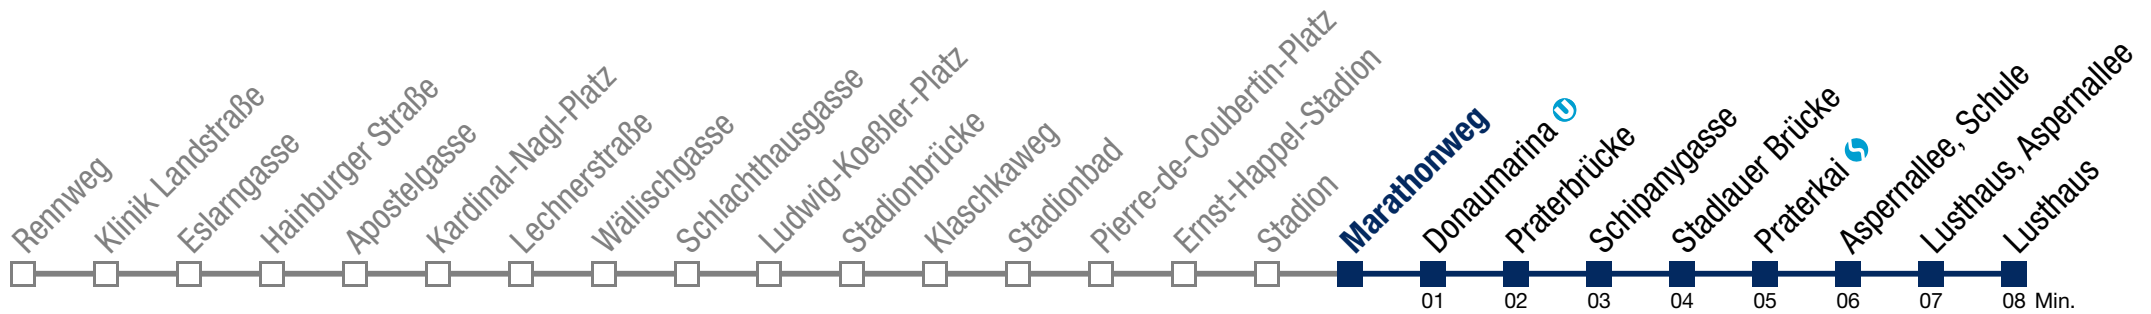 Rennweg
Klinik Landstraße
Eslarngasse
Hainburger Straße
Apostelgasse
Kardinal-Nagl-Platz
Lechnerstraße
Wällischgasse
Schlachthausgasse
Ludwig-Koeßler-Platz
Stadionbrücke
Klaschkaweg
Stadionbad
Pierre-de-Coubertin-Platz
Ernst-Happel-Stadion
Stadion
Marathonweg
Donaumarina U
Praterbrücke
Schipanygasse
Stadlauer Brücke
Praterkai S
Aspernallee, Schule
Lusthaus, Aspernallee
Lusthaus
01 02 03 04 05 06 07 08 Min.